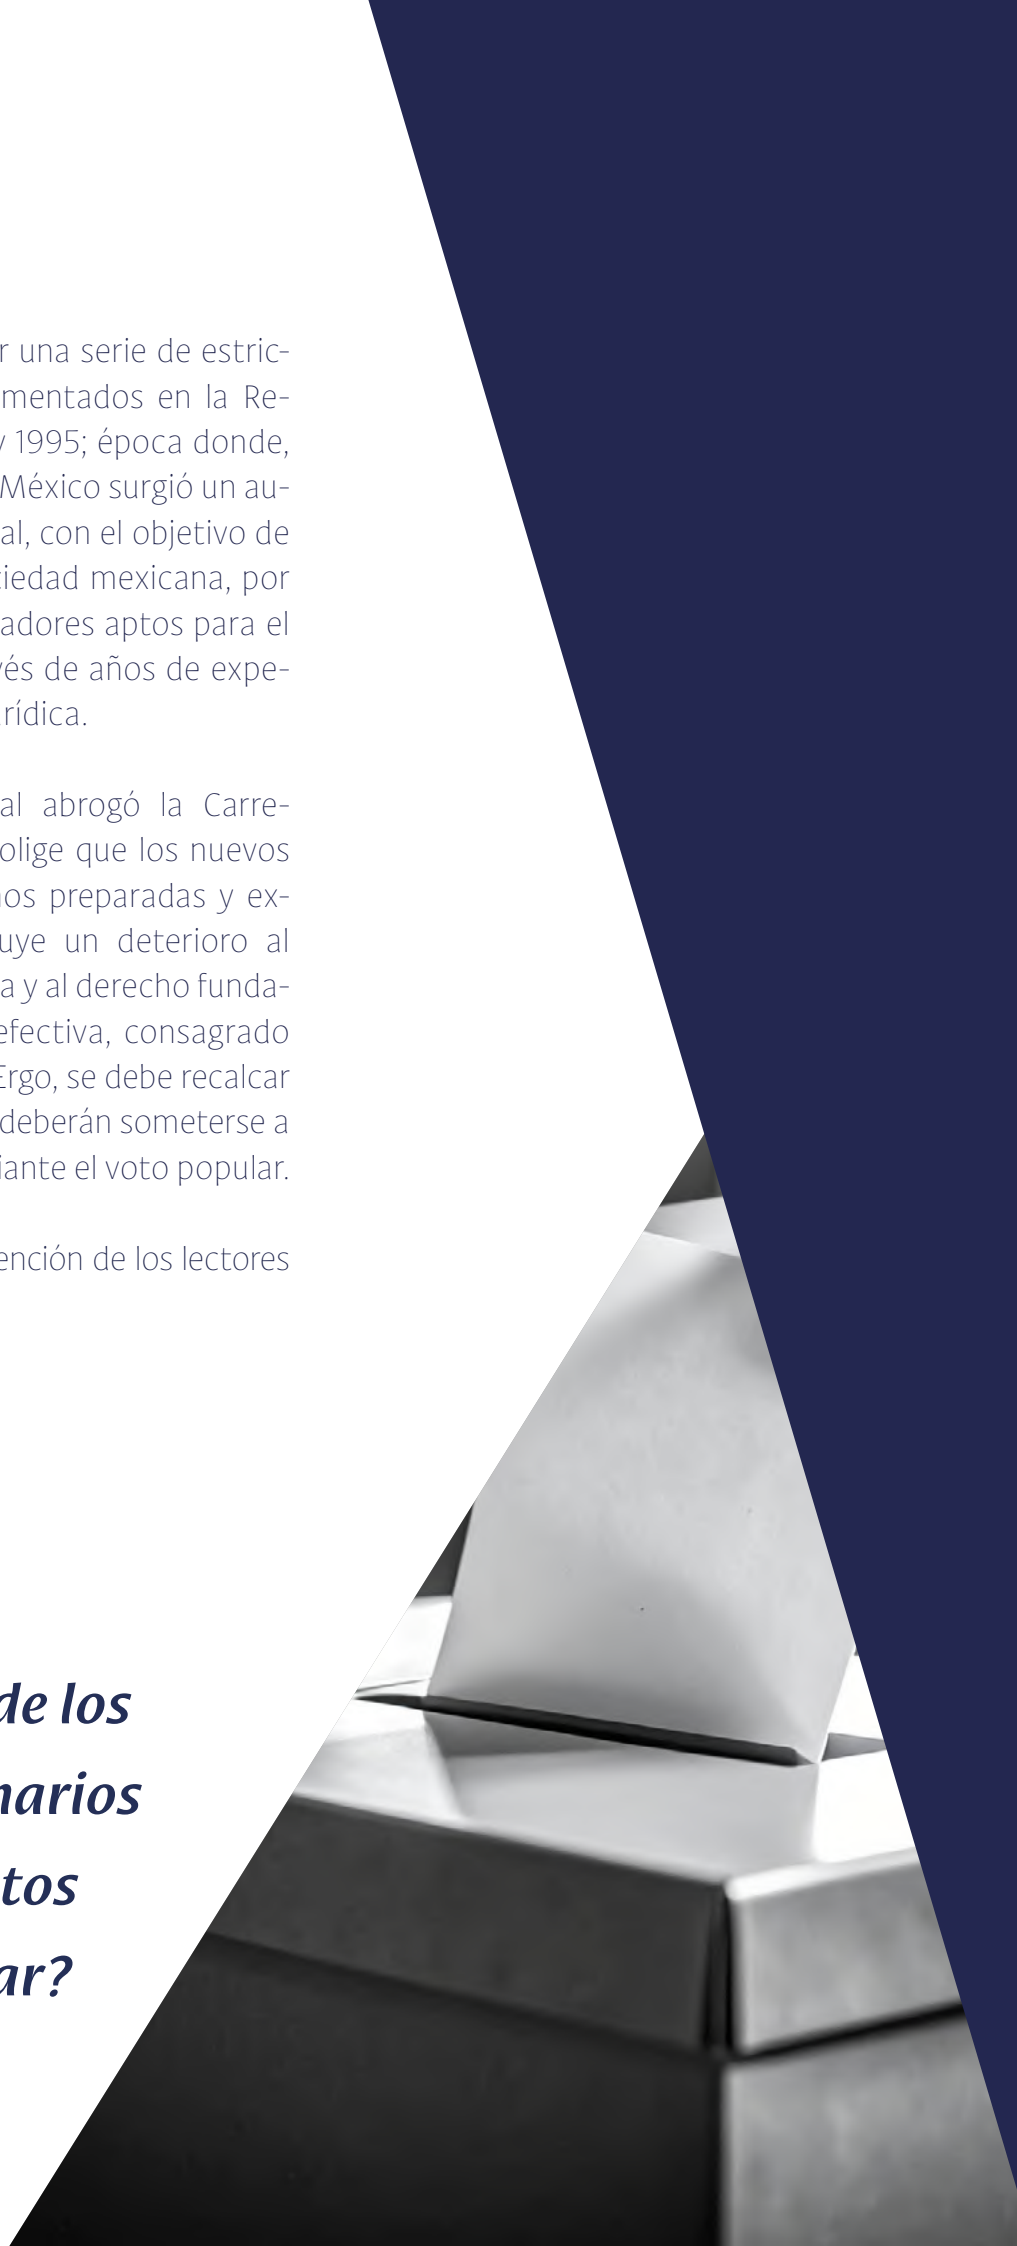 una serie de estric-
mentados en la Re-
y 1995; época donde,
México surgió un au-
al, con el objetivo de
ciedad mexicana, por
adores aptos para el
vés de años de expe-
rídica.
al abrogó la Carre-
olige que los nuevos
nos preparadas y ex-
uye un deterioro al
a y al derecho funda-
efectiva, consagrado
Ergo, se debe recalcar
deberán someterse a
iante el voto popular.
ención de los lectores
de los
narios
tos
ar?